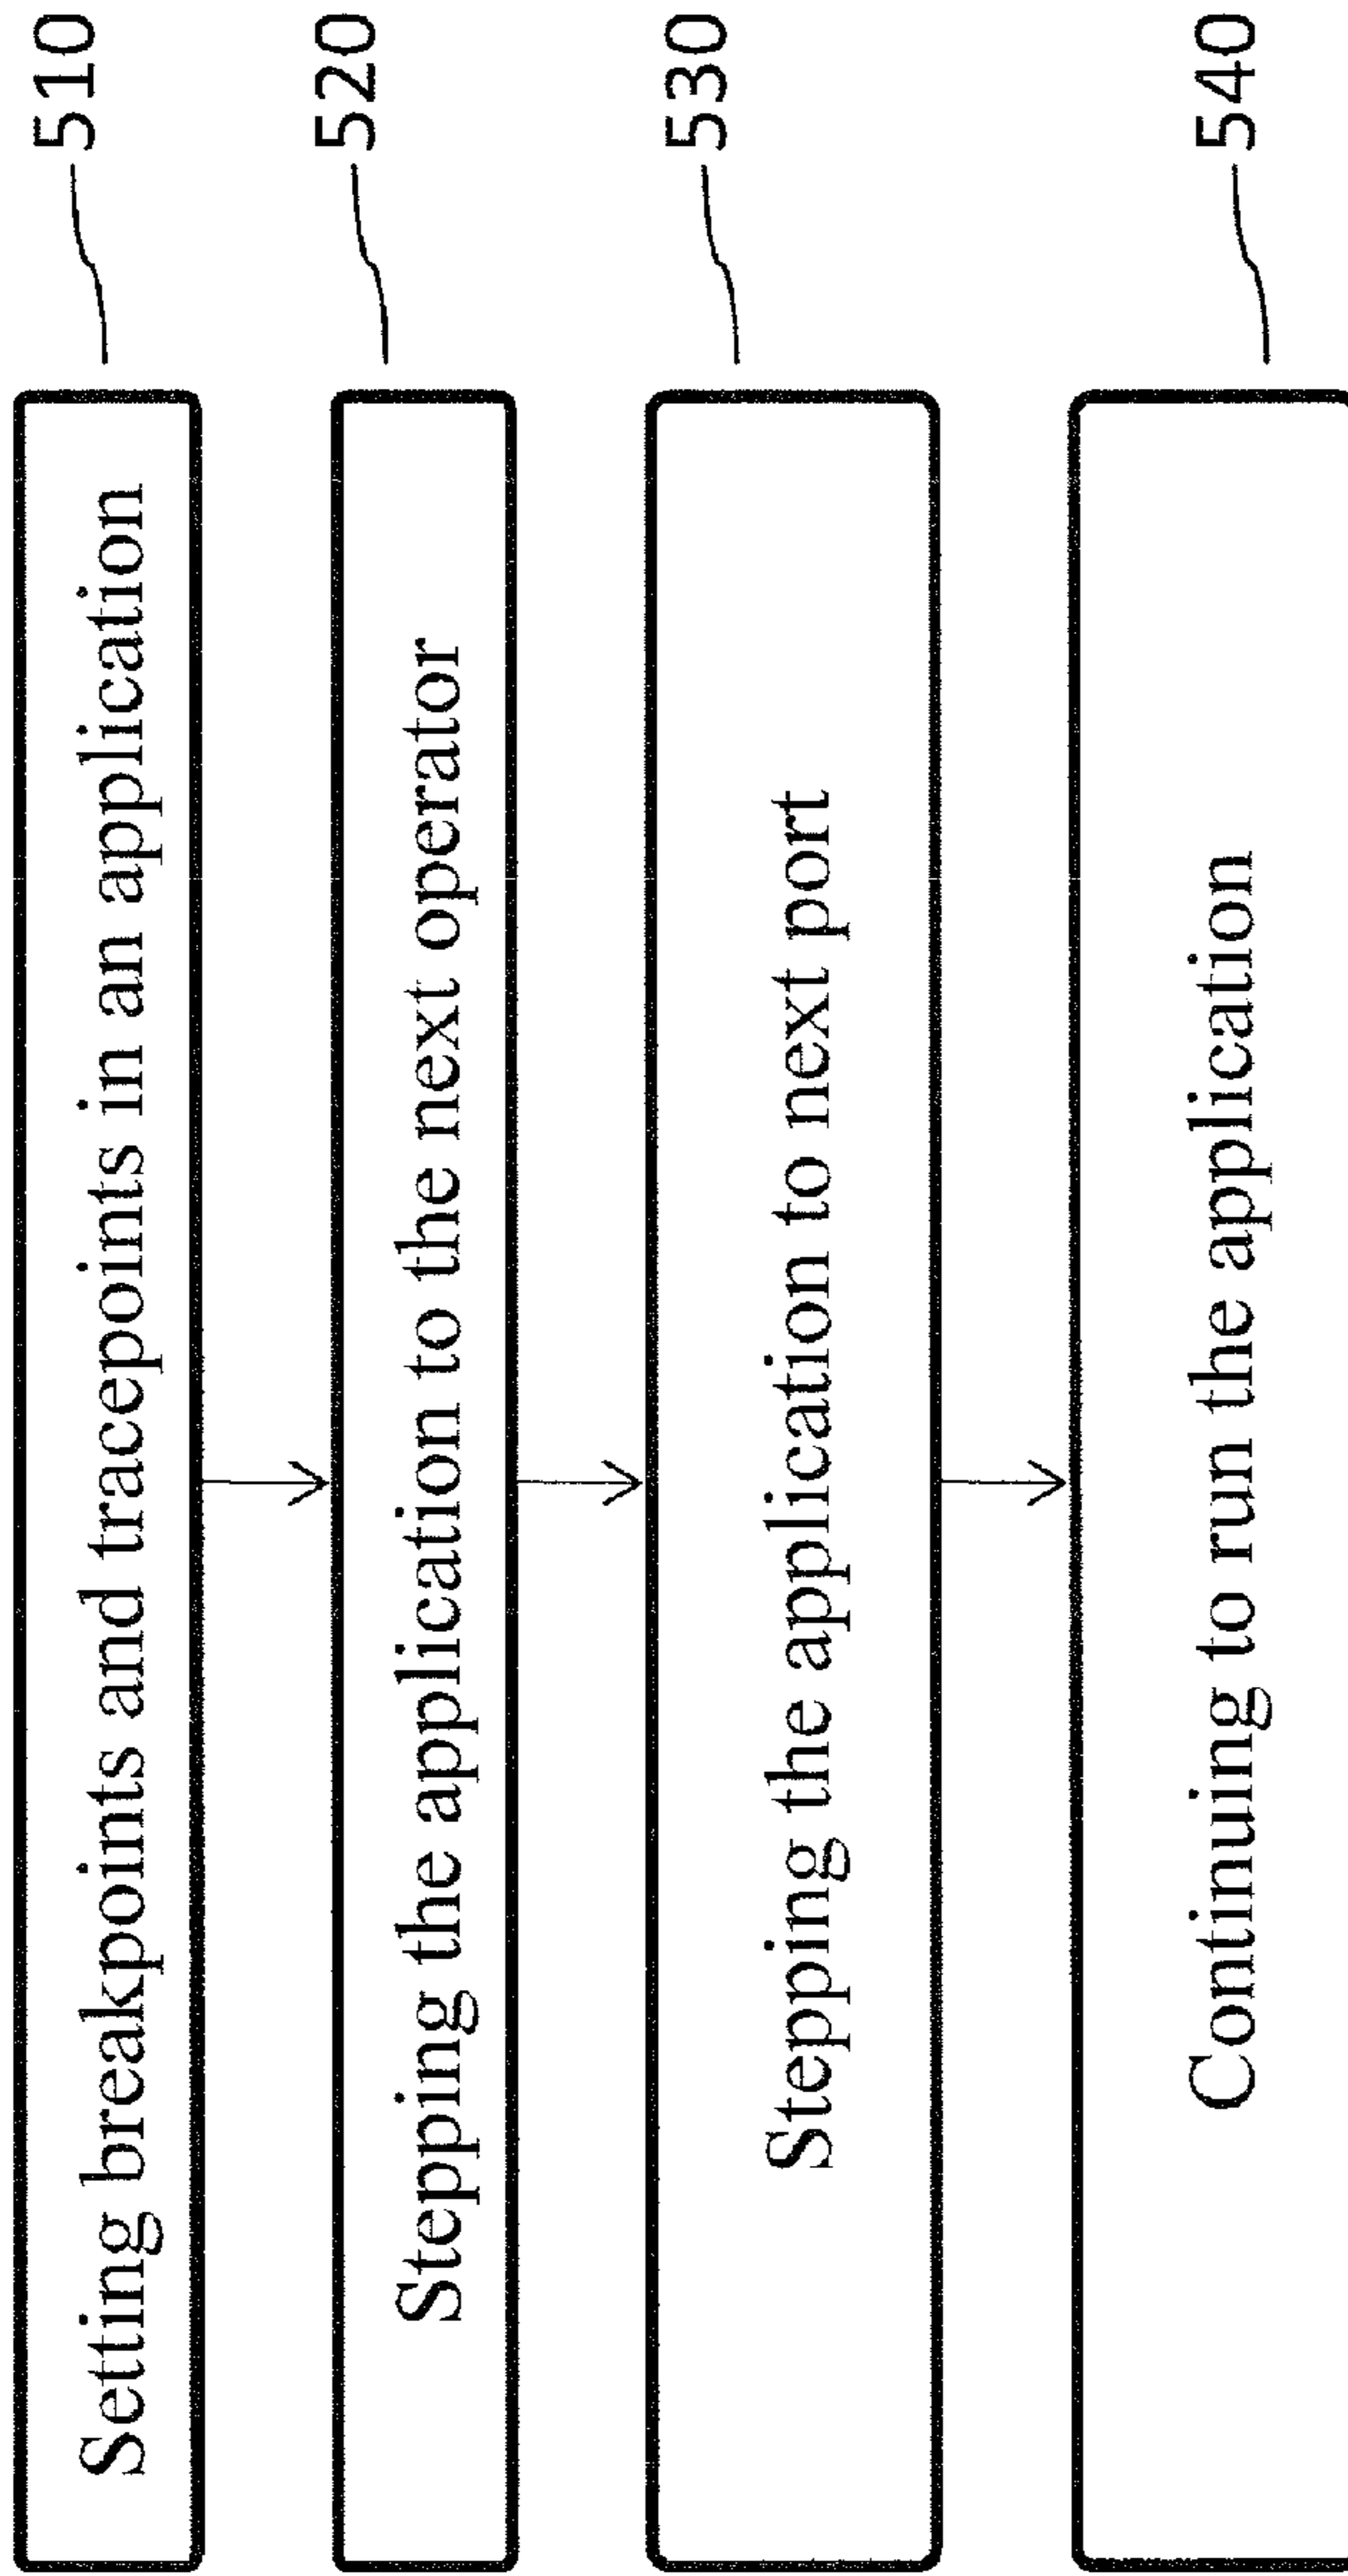 Setting breakpoints and tracepoints in an application
510
Stepping the application to the next operator
520
Stepping the application to next port
530
Continuing to run the application
540